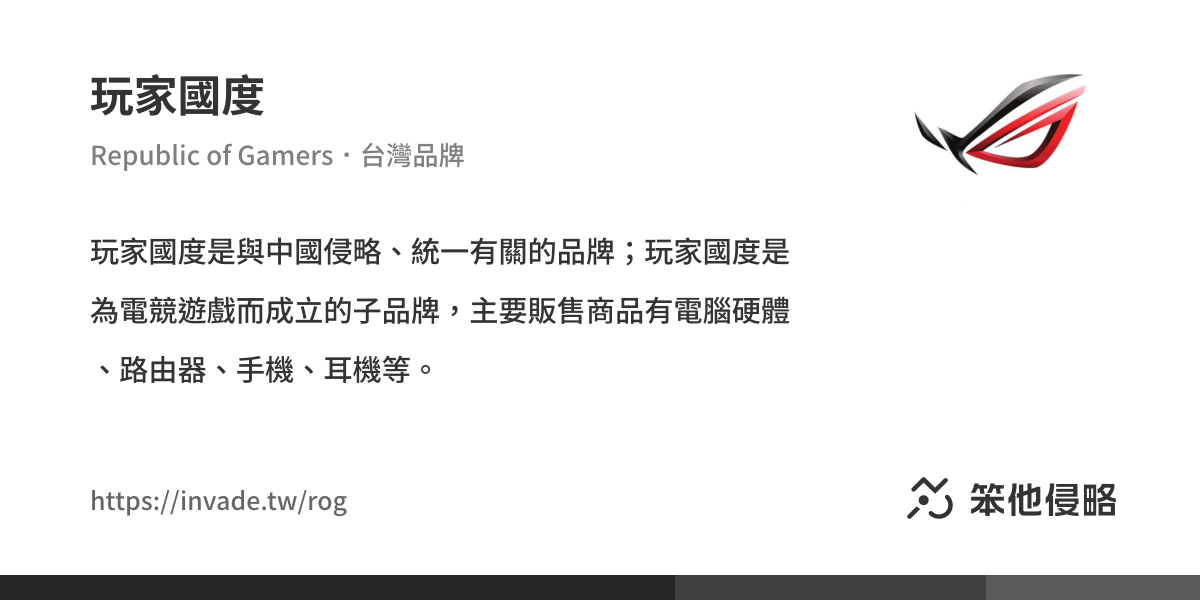 玩家國度
Republic of Gamers・台灣品牌
玩家國度是與中國侵略、統一有關的品牌；玩家國度是
為電競遊戲而成立的子品牌，主要販售商品有電腦硬體
、路由器、手機、耳機等。
https://invade.tw/rog
笨他侵略